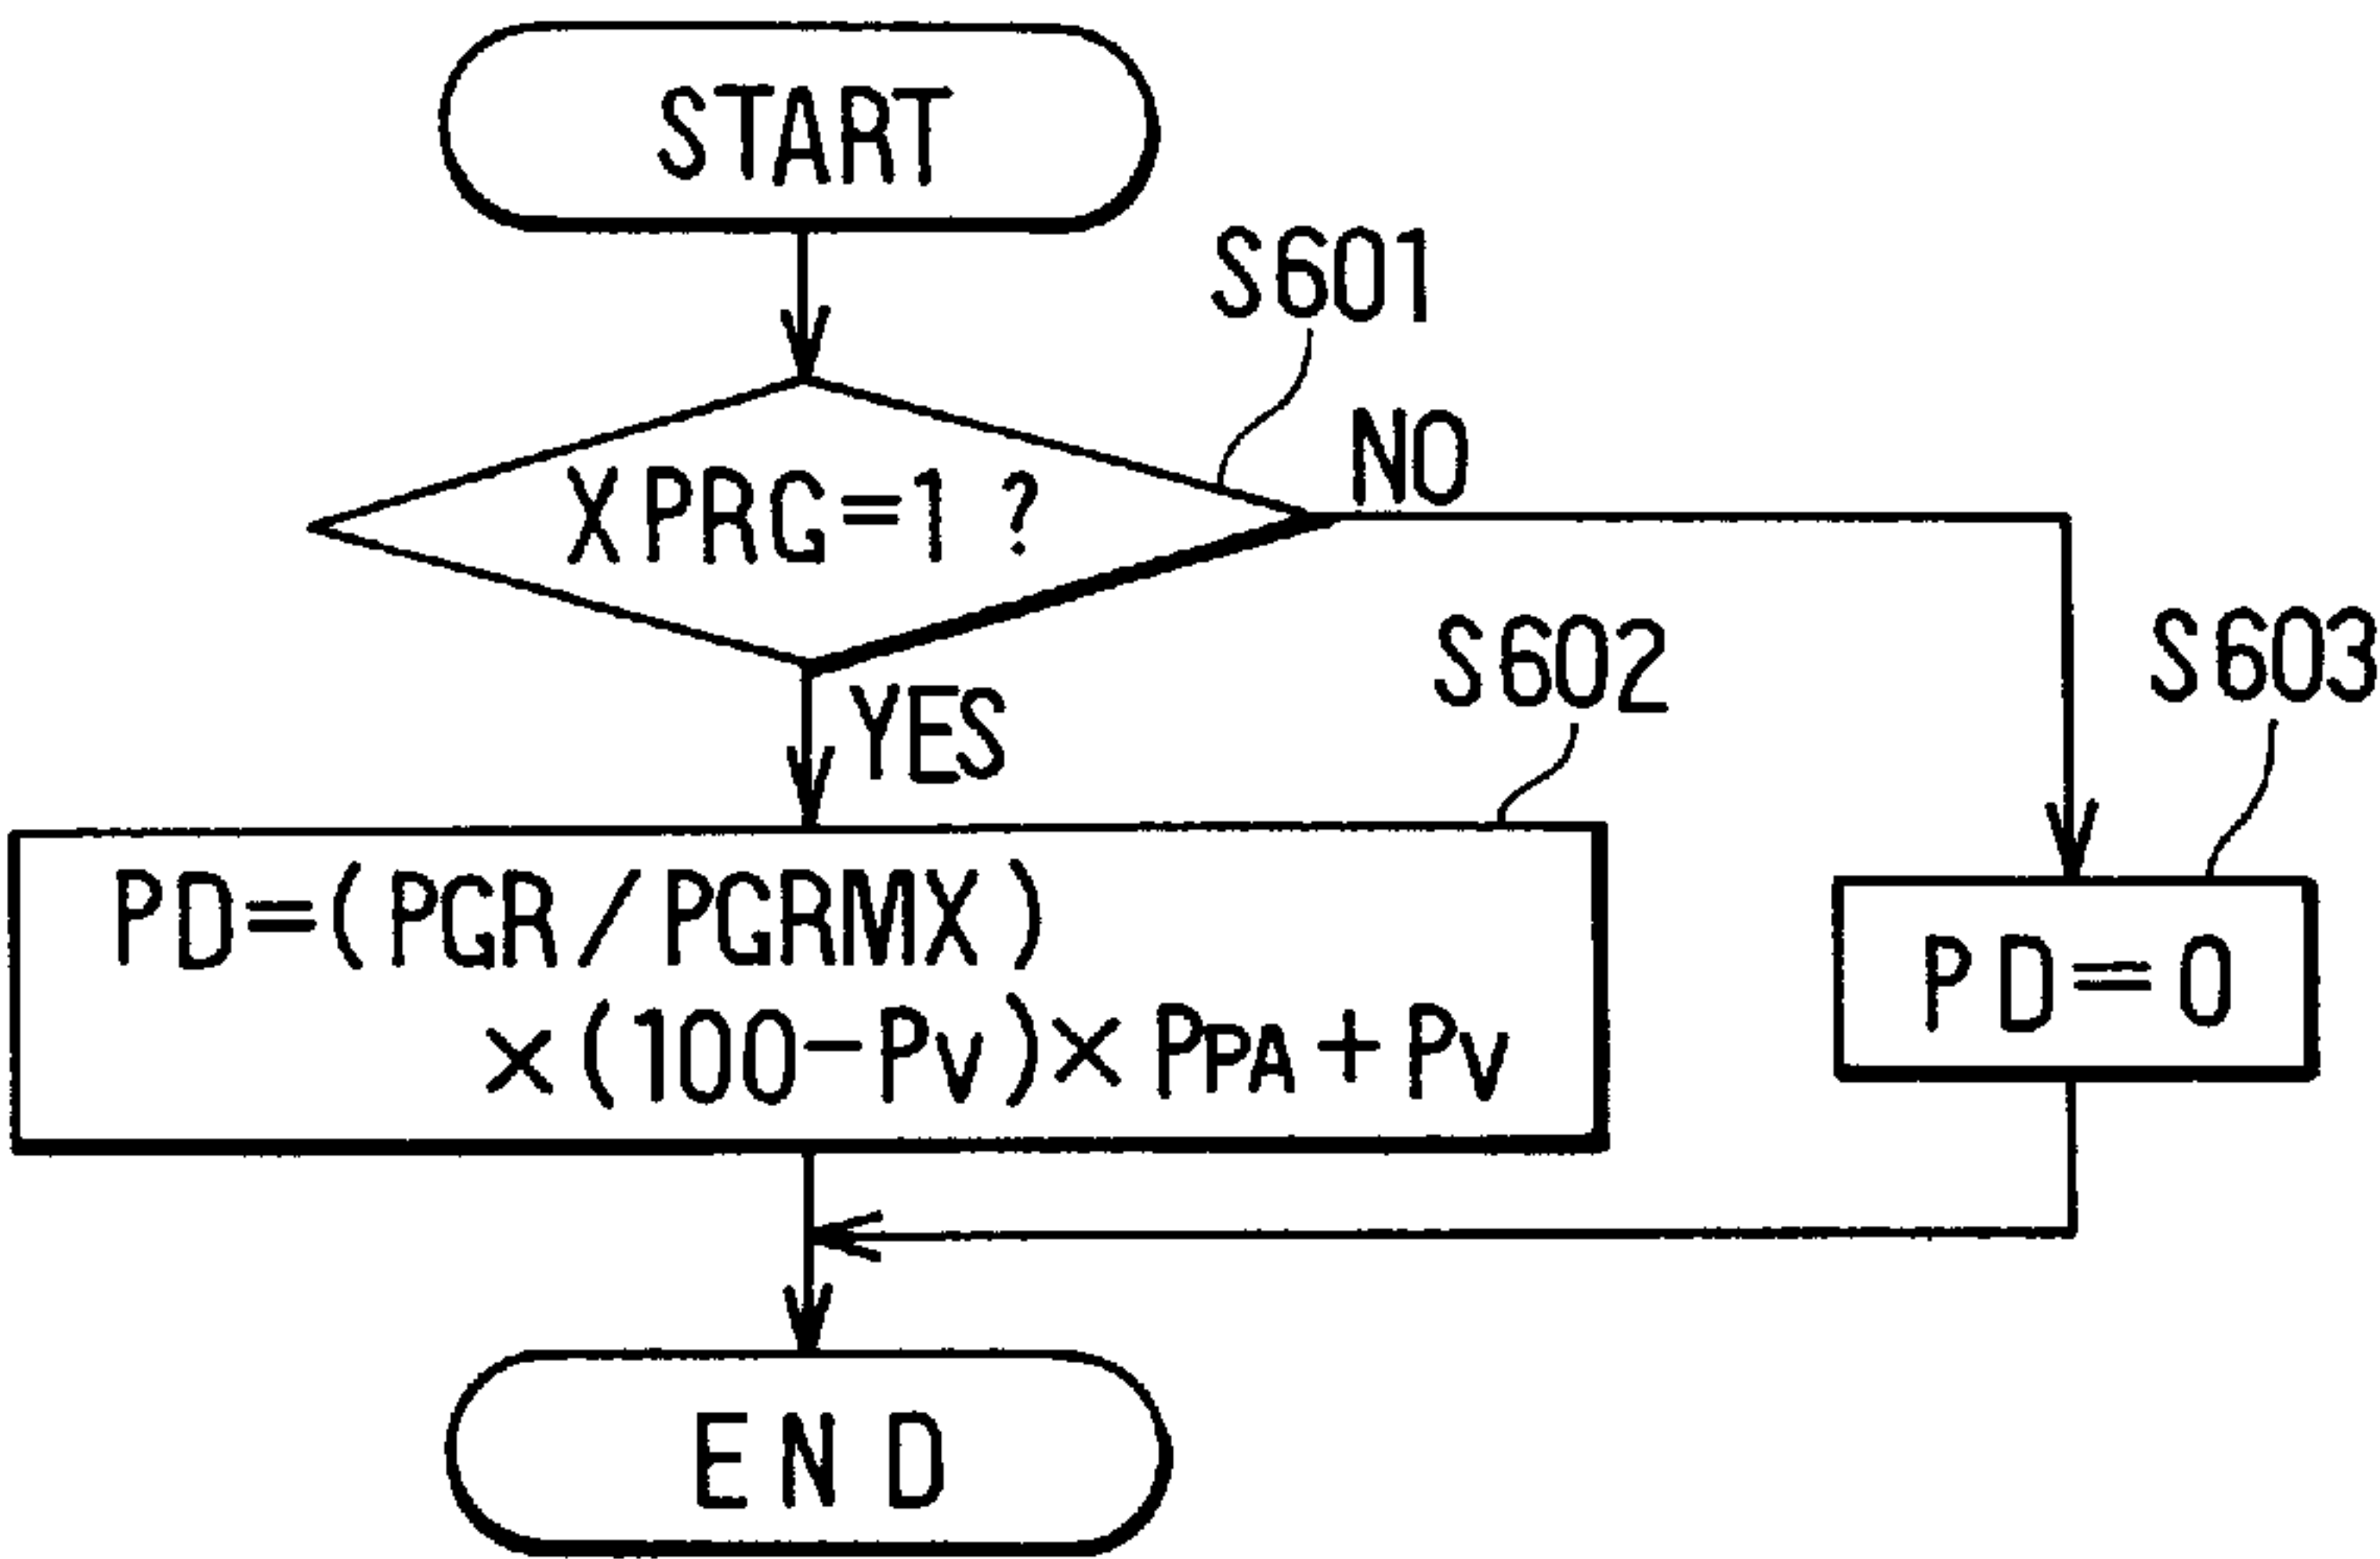 START
S601
XPRG=1?
NO
YES
S602
S603
PD=(PGR/PGRMX)
×(100-Pv)×PPA+Pv
PD=0
END